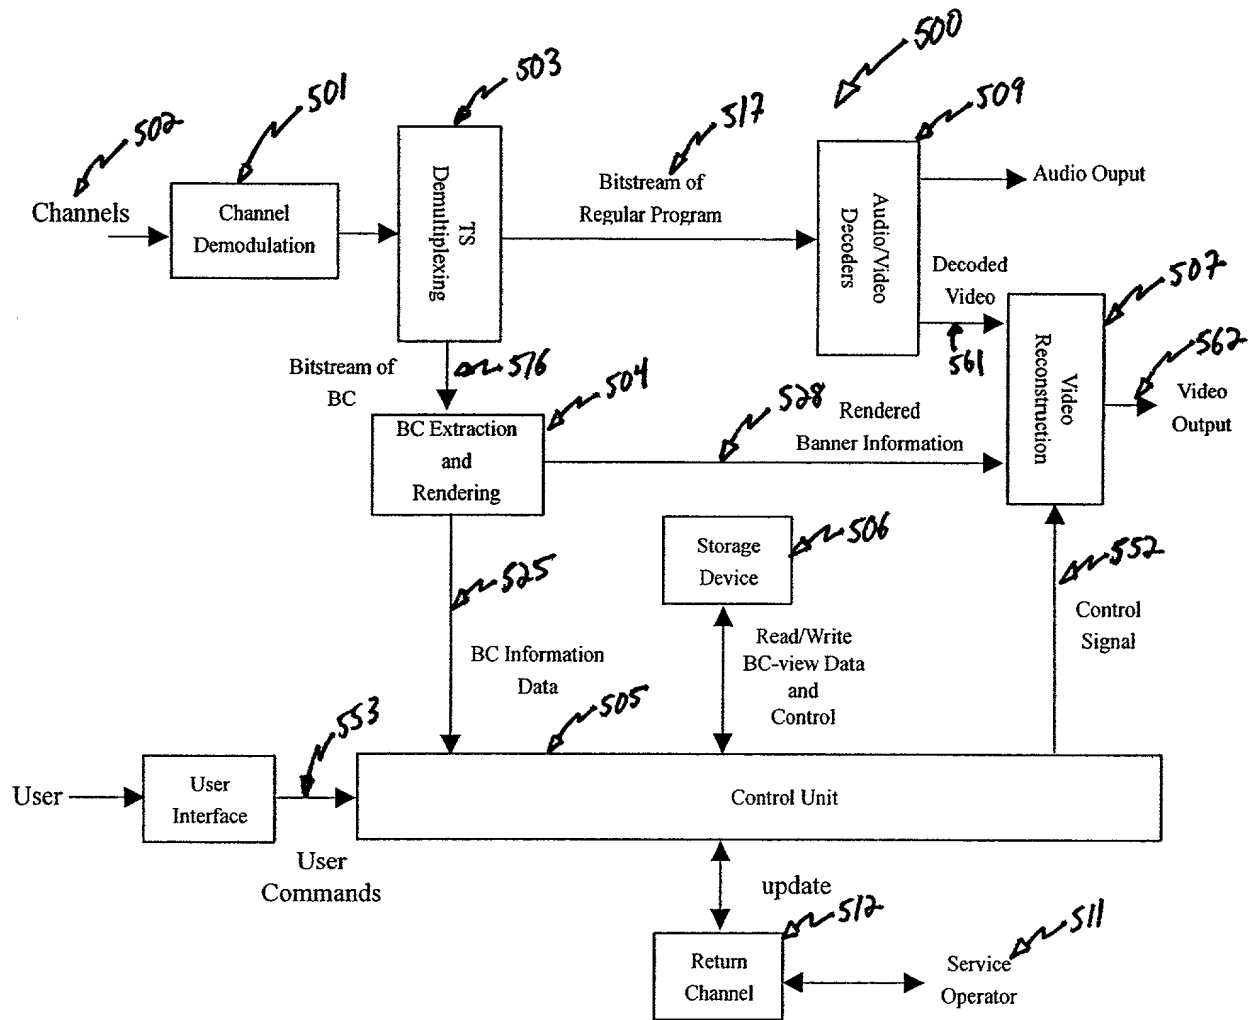 500
503
509
501
517
502
Channels
Channel
Demodulation
TS
Demultiplexing
Bitstream of
Regular Program
Audio/Video
Decoders
Audio Ouput
Decoded
Video
507
561
562
Video
Reconstruction
Video
Output
Bitstream of
BC
516
504
528
BC Extraction
and
Rendering
Rendered
Banner Information
Storage
Device
506
552
525
Control
Signal
BC Information
Data
Read/Write
BC-view Data
and
Control
505
553
User
User
Interface
Control Unit
User
Commands
update
512
511
Return
Channel
Service
Operator